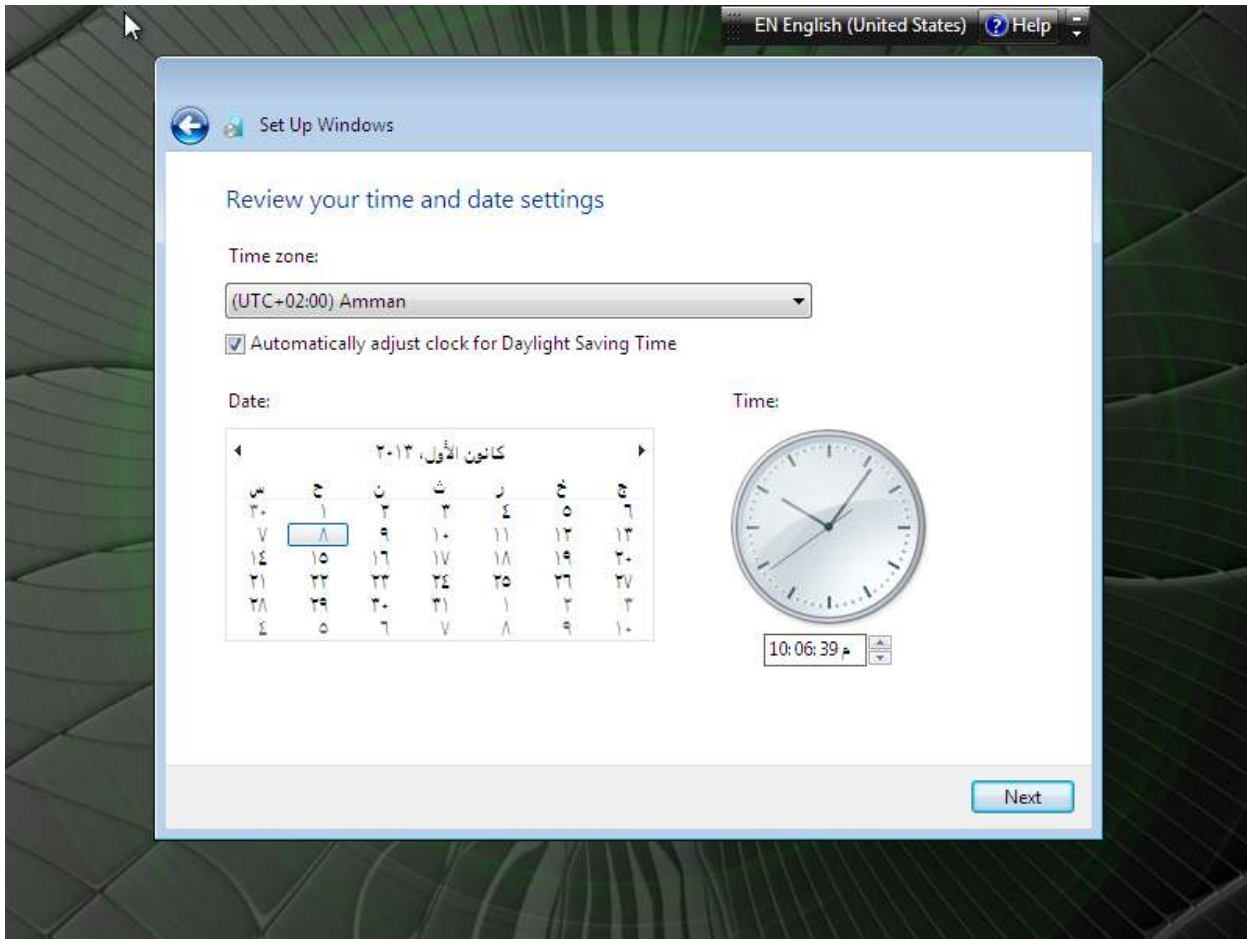 EN English (United States) Help
Set Up Windows
Review your time and date settings
Time zone:
(UTC+02:00) Amman
Automatically adjust clock for Daylight Saving Time
Date:
Time:
كانون الأول، ٢٠١٣
س ح ن ث ر خ ج
٣٠ ١ ٢ ٣ ٤ ٥ ٦
٧ ٨ ٩ ١٠ ١١ ١٢ ١٣
١٤ ١٥ ١٦ ١٧ ١٨ ١٩ ٢٠
٢١ ٢٢ ٢٣ ٢٤ ٢٥ ٢٦ ٢٧
٢٨ ٢٩ ٣٠ ٣١ ١ ٢ ٣
٤ ٥ ٦ ٧ ٨ ٩ ١٠
10:06:39 م
Next